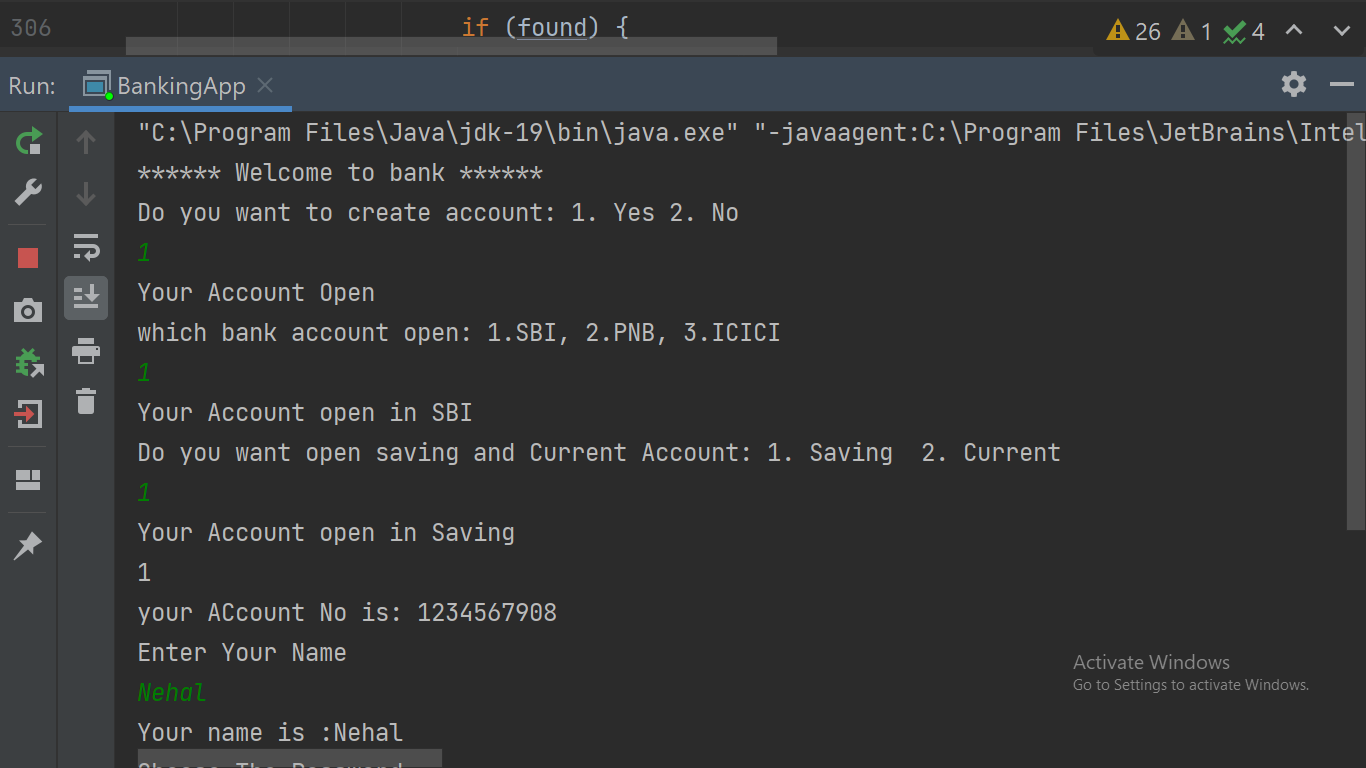 306 if (found) {
26 1 4
Run: BankingApp
"C:\Program Files\Java\jdk-19\bin\java.exe" "-javaagent:C:\Program Files\JetBrains\Intel
****** Welcome to bank ******
Do you want to create account: 1. Yes 2. No
1
Your Account Open
which bank account open: 1.SBI, 2.PNB, 3.ICICI
1
Your Account open in SBI
Do you want open saving and Current Account: 1. Saving  2. Current
1
Your Account open in Saving
1
your ACcount No is: 1234567908
Enter Your Name
Nehal
Your name is :Nehal
Choose The Password
Activate Windows
Go to Settings to activate Windows.